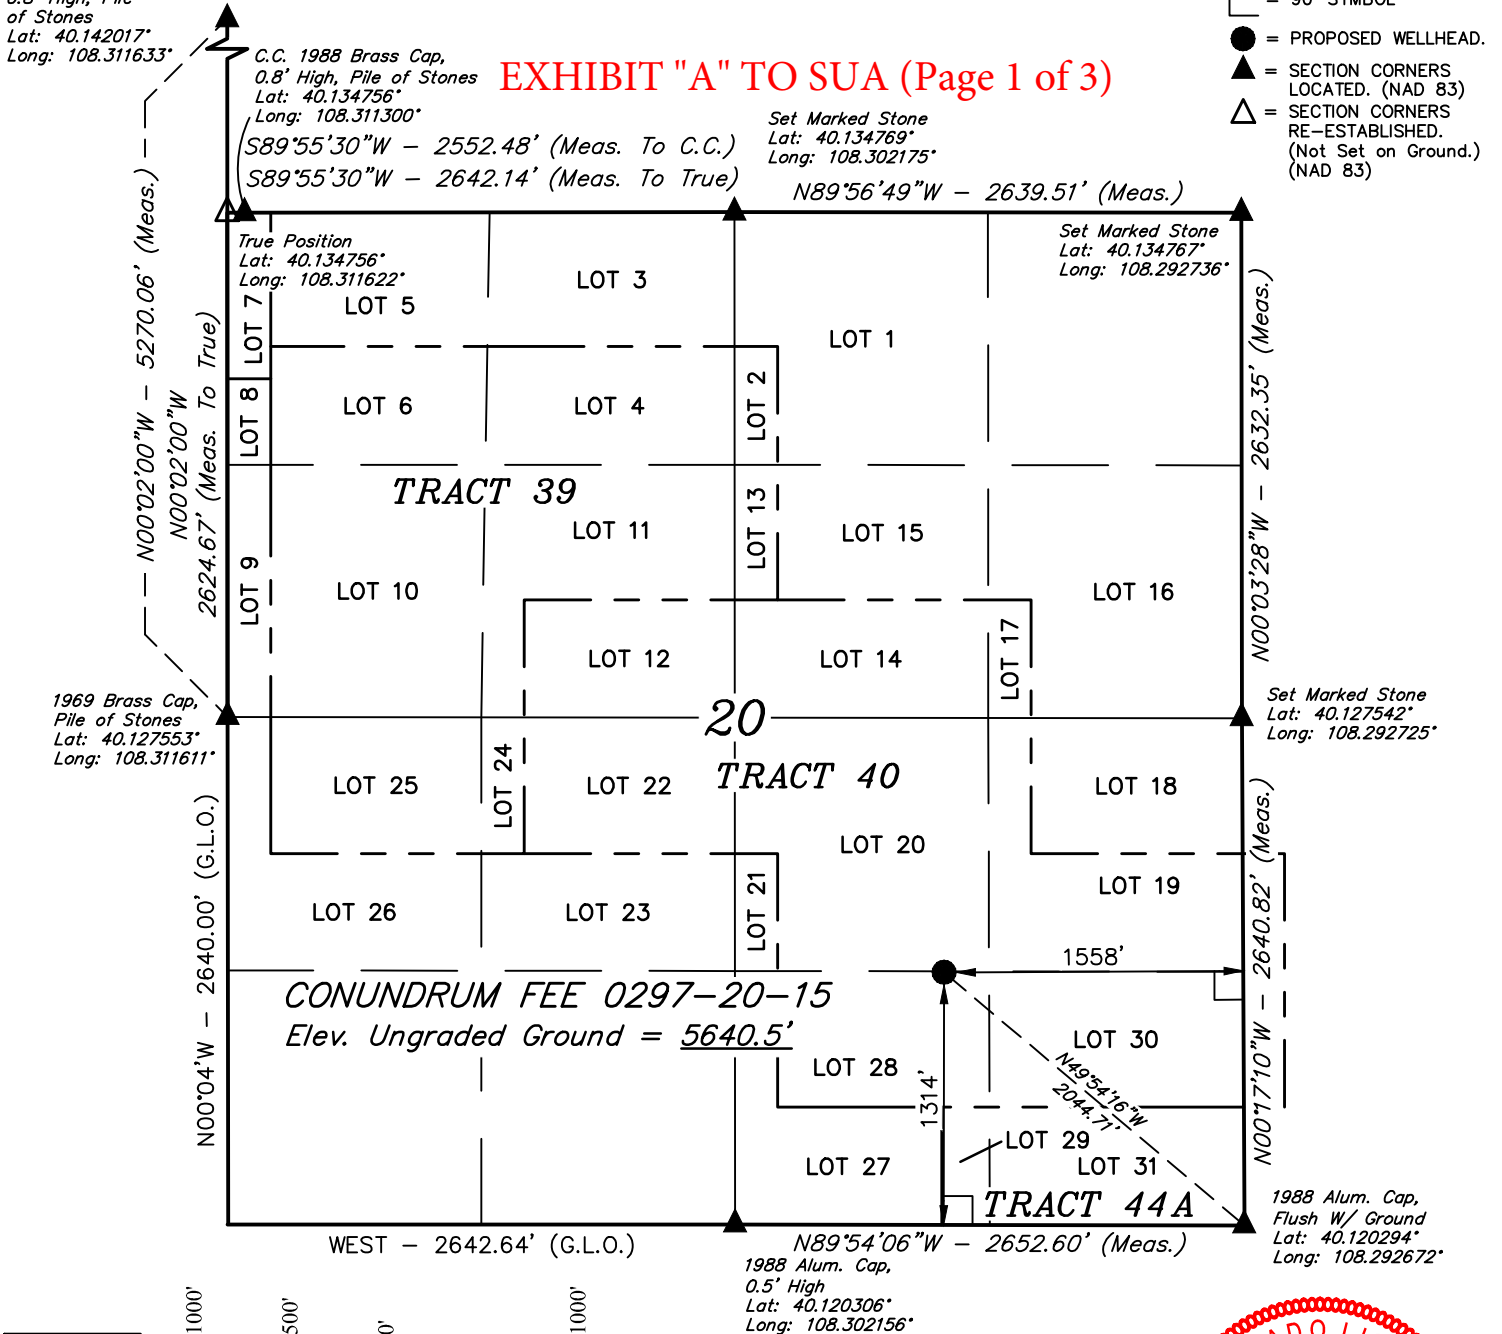 of Stones
Lat: 40.142017°
Long: 108.311633°
C.C. 1988 Brass Cap,
0.8' High, Pile of Stones
Lat: 40.134756°
Long: 108.311300°
EXHIBIT "A" TO SUA (Page 1 of 3)
= 90° SYMBOL
= PROPOSED WELLHEAD.
= SECTION CORNERS
LOCATED. (NAD 83)
= SECTION CORNERS
RE-ESTABLISHED.
(Not Set on Ground.)
(NAD 83)
Set Marked Stone
Lat: 40.134769°
Long: 108.302175°
S89°55'30"W - 2552.48' (Meas. To C.C.)
S89°55'30"W - 2642.14' (Meas. To True)
N89°56'49"W - 2639.51' (Meas.)
True Position
Lat: 40.134756°
Long: 108.311622°
Set Marked Stone
Lat: 40.134767°
Long: 108.292736°
N00°02'00"W - 5270.06' (Meas.)
N00°02'00"W
2624.67' (Meas. To True)
N00°03'28"W - 2632.35' (Meas.)
LOT 3
LOT 5
LOT 7
LOT 1
LOT 8
LOT 6
LOT 4
LOT 2
TRACT 39
LOT 11
LOT 13
LOT 15
LOT 9
LOT 10
LOT 16
LOT 12
LOT 14
LOT 17
1969 Brass Cap,
Pile of Stones
Lat: 40.127553°
Long: 108.311611°
20
Set Marked Stone
Lat: 40.127542°
Long: 108.292725°
TRACT 40
LOT 25
LOT 24
LOT 22
LOT 18
LOT 20
LOT 19
LOT 26
LOT 23
LOT 21
N00°04'W - 2640.00' (G.L.O.)
N00°17'10"W - 2640.82' (Meas.)
1558'
CONUNDRUM FEE 0297-20-15
Elev. Ungraded Ground = 5640.5'
LOT 30
LOT 28
1314'
N49°54'16"W
2044.71'
LOT 29
LOT 27
LOT 31
TRACT 44A
1988 Alum. Cap,
Flush W/ Ground
Lat: 40.120294°
Long: 108.292672°
WEST - 2642.64' (G.L.O.)
N89°54'06"W - 2652.60' (Meas.)
1988 Alum. Cap,
0.5' High
Lat: 40.120306°
Long: 108.302156°
1000'
500'
0'
1000'